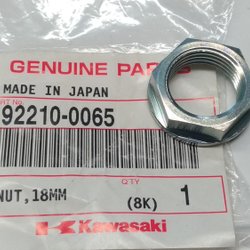 GENUINE PARTS
MADE IN JAPAN
92210-0065
NUT,18MM
QTY
(8K) 1
Kawasaki